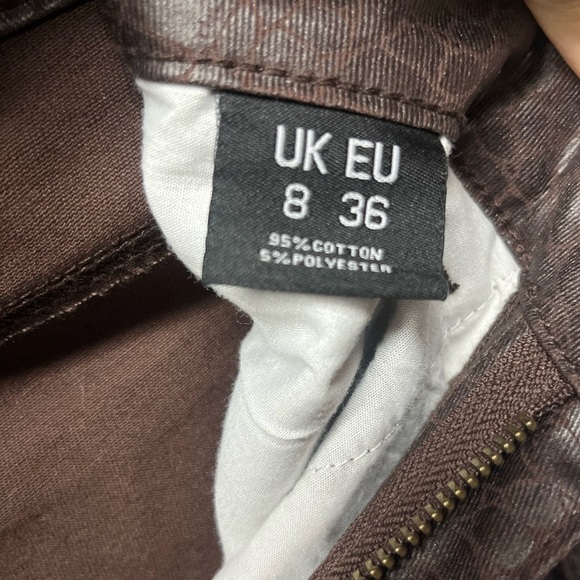 UK EU
8 36
95%COTTON
5%POLYESTER